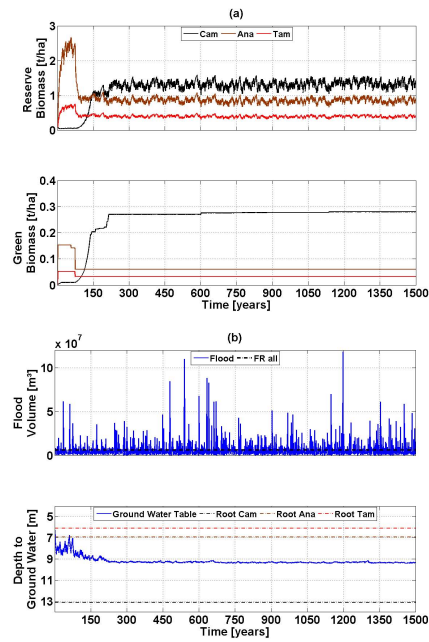 (a)
Cam Ana Tam
Reserve
Biomass [t/ha]
3
2
1
0
Green
Biomass [t/ha]
0.4
0.3
0.2
0.1
0
150 300 450 600 750 900 1050 1200 1350 1500
Time [years]
(b)
x 10⁷
Flood FR all
Flood
Volume [m³]
10
5
0
Ground Water Table Root Cam Root Ana Root Tam
Depth to
Ground Water [m]
5
7
9
11
13
150 300 450 600 750 900 1050 1200 1350 1500
Time [years]